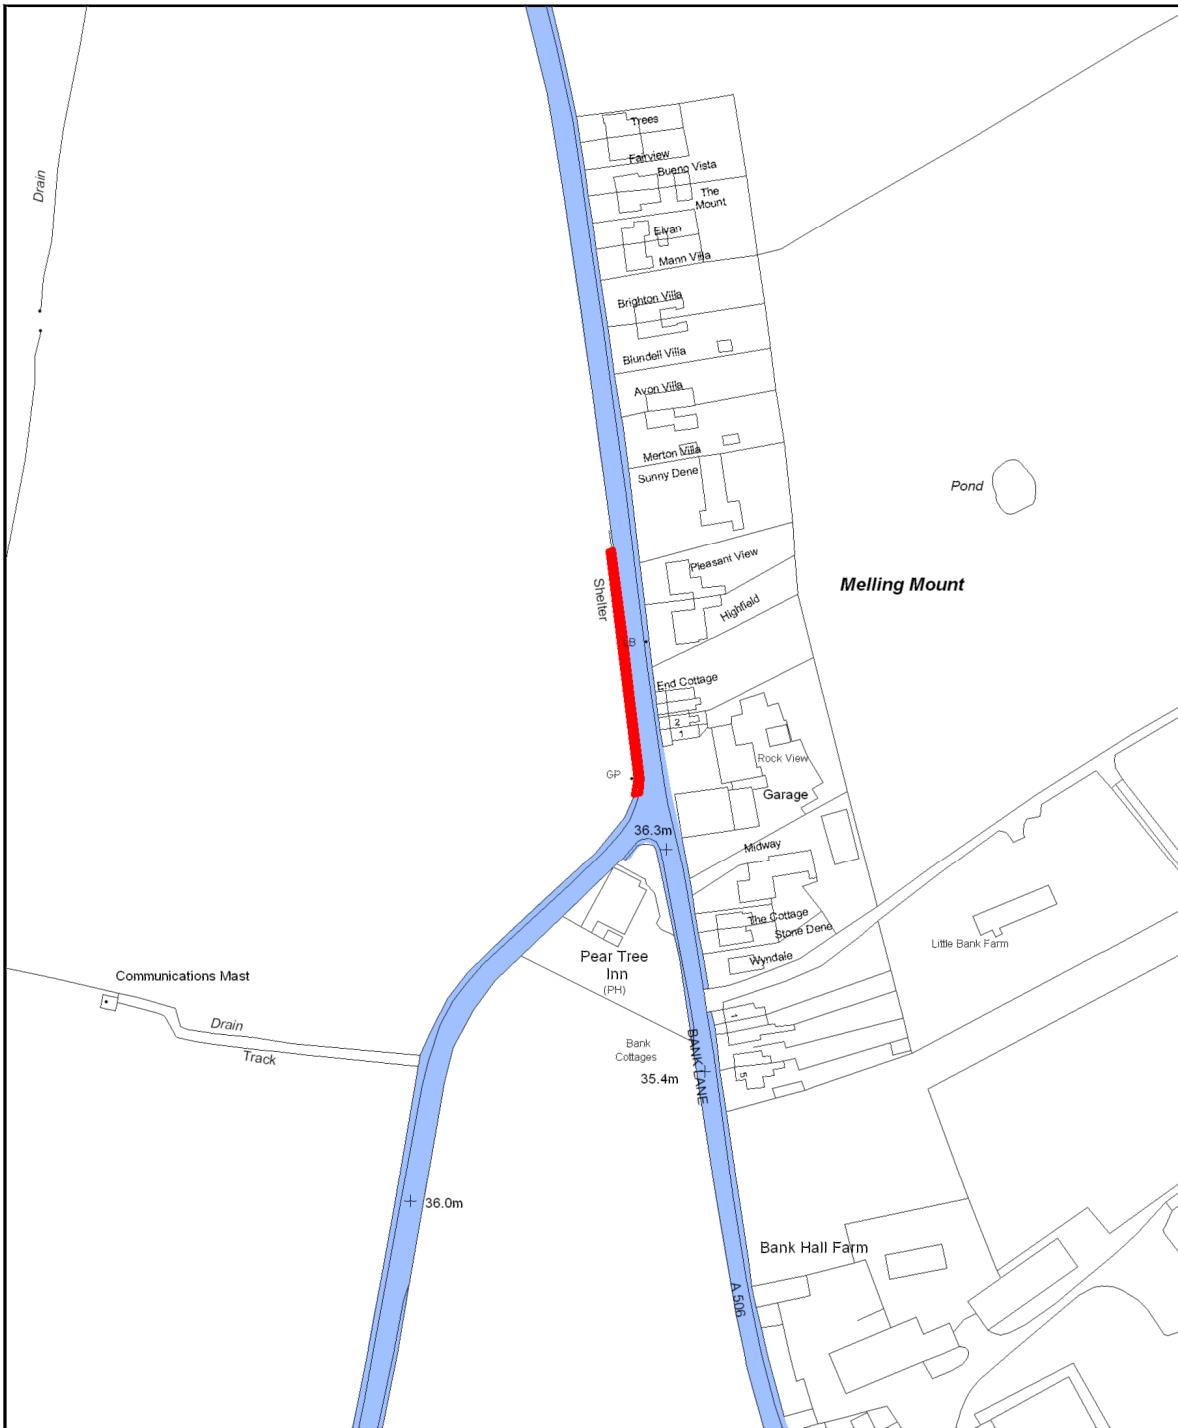 Trees
Drain
Fairview
Bueno Vista
The
Mount
Elvan
Mann Villa
Brighton Villa
Blundell Villa
Avon Villa
Merton Villa
Sunny Dene
Pond
Pleasant View
Melling Mount
Shelter
Highfield
LB
End Cottage
2
1
Rock View
GP
Garage
36.3m
Midway
The Cottage
Stone Dene
Little Bank Farm
Pear Tree
Inn
(PH)
Wyndale
Communications Mast
1
Drain
Track
Bank
Cottages
BANK LANE
35.4m
5
36.0m
Bank Hall Farm
A 506